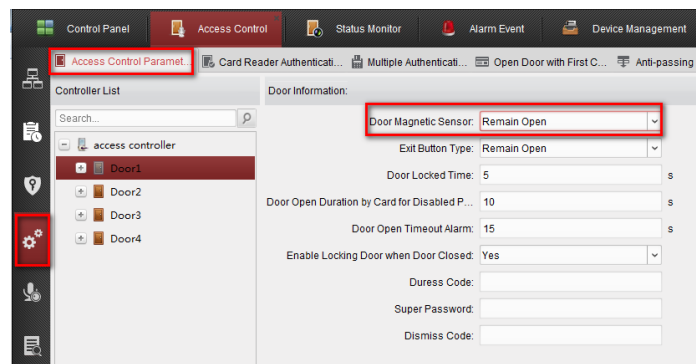 Control Panel Access Control Status Monitor Alarm Event Device Management
Access Control Paramet... Card Reader Authenticati... Multiple Authenticati... Open Door with First C... Anti-passing
Controller List Door Information:
Search...
Door Magnetic Sensor: Remain Open
access controller
Exit Button Type: Remain Open
Door1
Door Locked Time: 5 s
Door2
Door Open Duration by Card for Disabled P... 10 s
Door3
Door Open Timeout Alarm: 15 s
Door4
Enable Locking Door when Door Closed: Yes
Duress Code:
Super Password:
Dismiss Code: